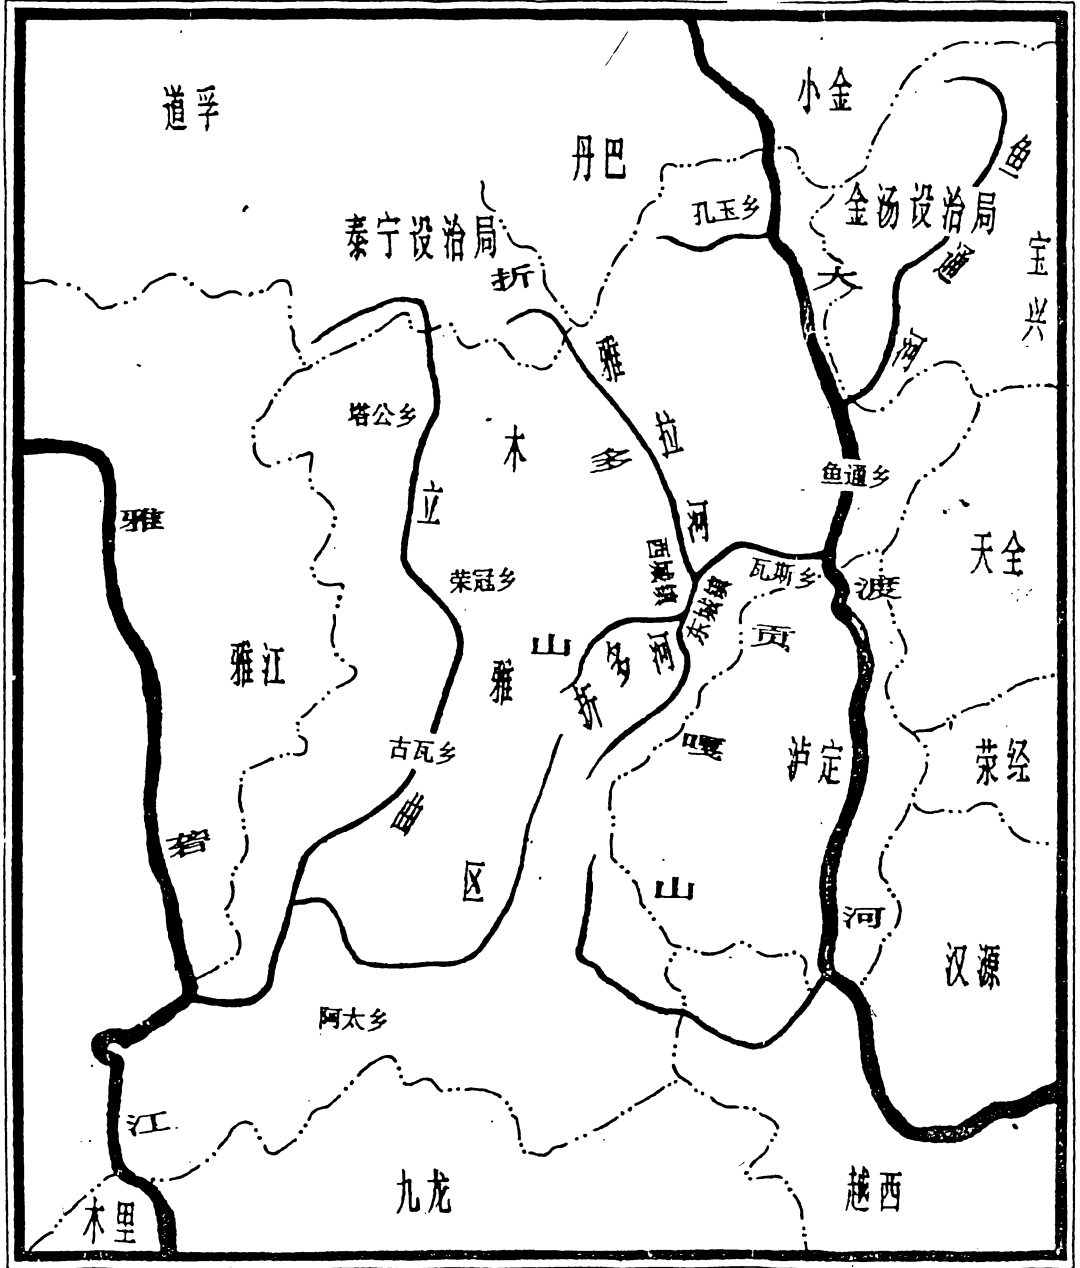 道孚
小金
丹巴
鱼通河
孔玉乡
金汤设治局
泰宁设治局
宝兴
折多山
大渡河
雅拉河
塔公乡
木雅区
鱼通乡
立曲
雅砻江
天全
西城镇
瓦斯乡
荣冠乡
东城镇
贡嘎山
雅江
折多河
古瓦乡
泸定
荥经
汉源
阿太乡
九龙
越西
木里